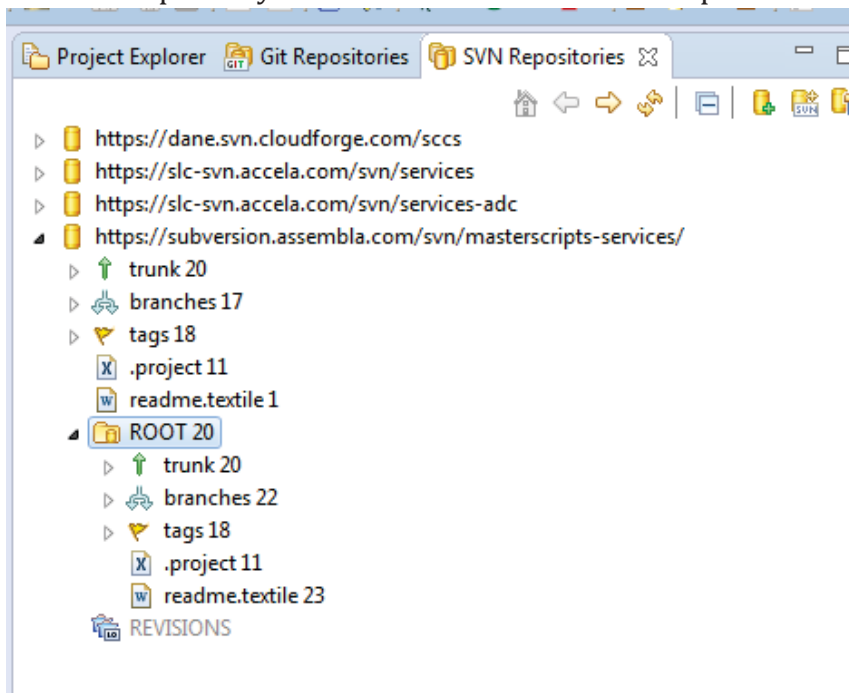 Project Explorer GIT Git Repositories SVN Repositories
SVN
https://dane.svn.cloudforge.com/sccs
https://slc-svn.accela.com/svn/services
https://slc-svn.accela.com/svn/services-adc
https://subversion.assembla.com/svn/masterscripts-services/
trunk 20
branches 17
tags 18
X .project 11
W readme.textile 1
ROOT 20
trunk 20
branches 22
tags 18
X .project 11
W readme.textile 23
REVISIONS